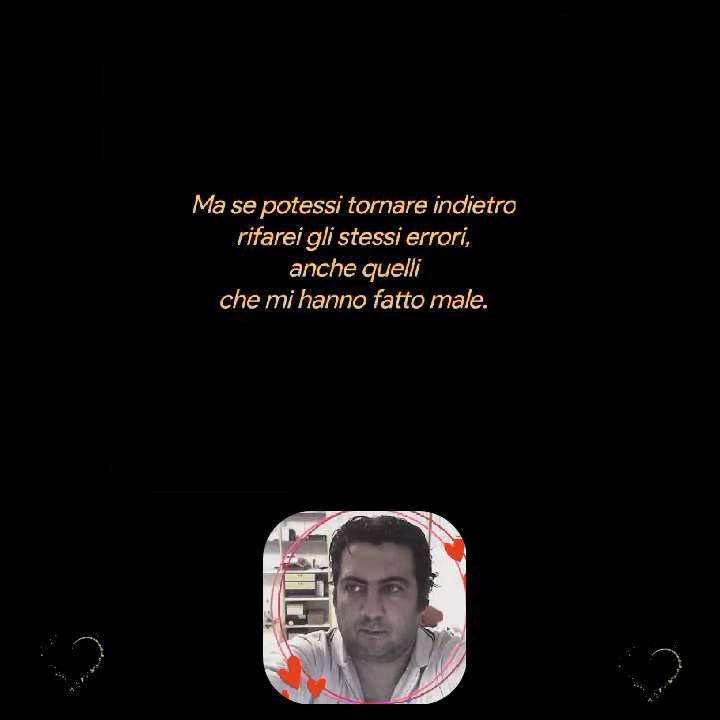 Ma se potessi tornare indietro
rifarei gli stessi errori,
anche quelli
che mi hanno fatto male.